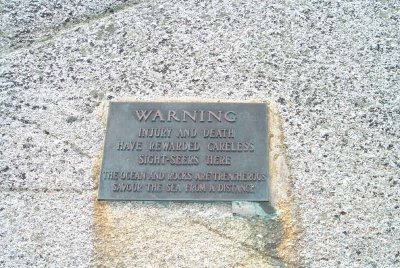 WARNING
INJURY AND DEATH
HAVE REWARDED CARELESS
SIGHT-SEERS HERE
THE OCEAN AND ROCKS ARE TREACHEROUS
SAVOUR THE SEA FROM A DISTANCE